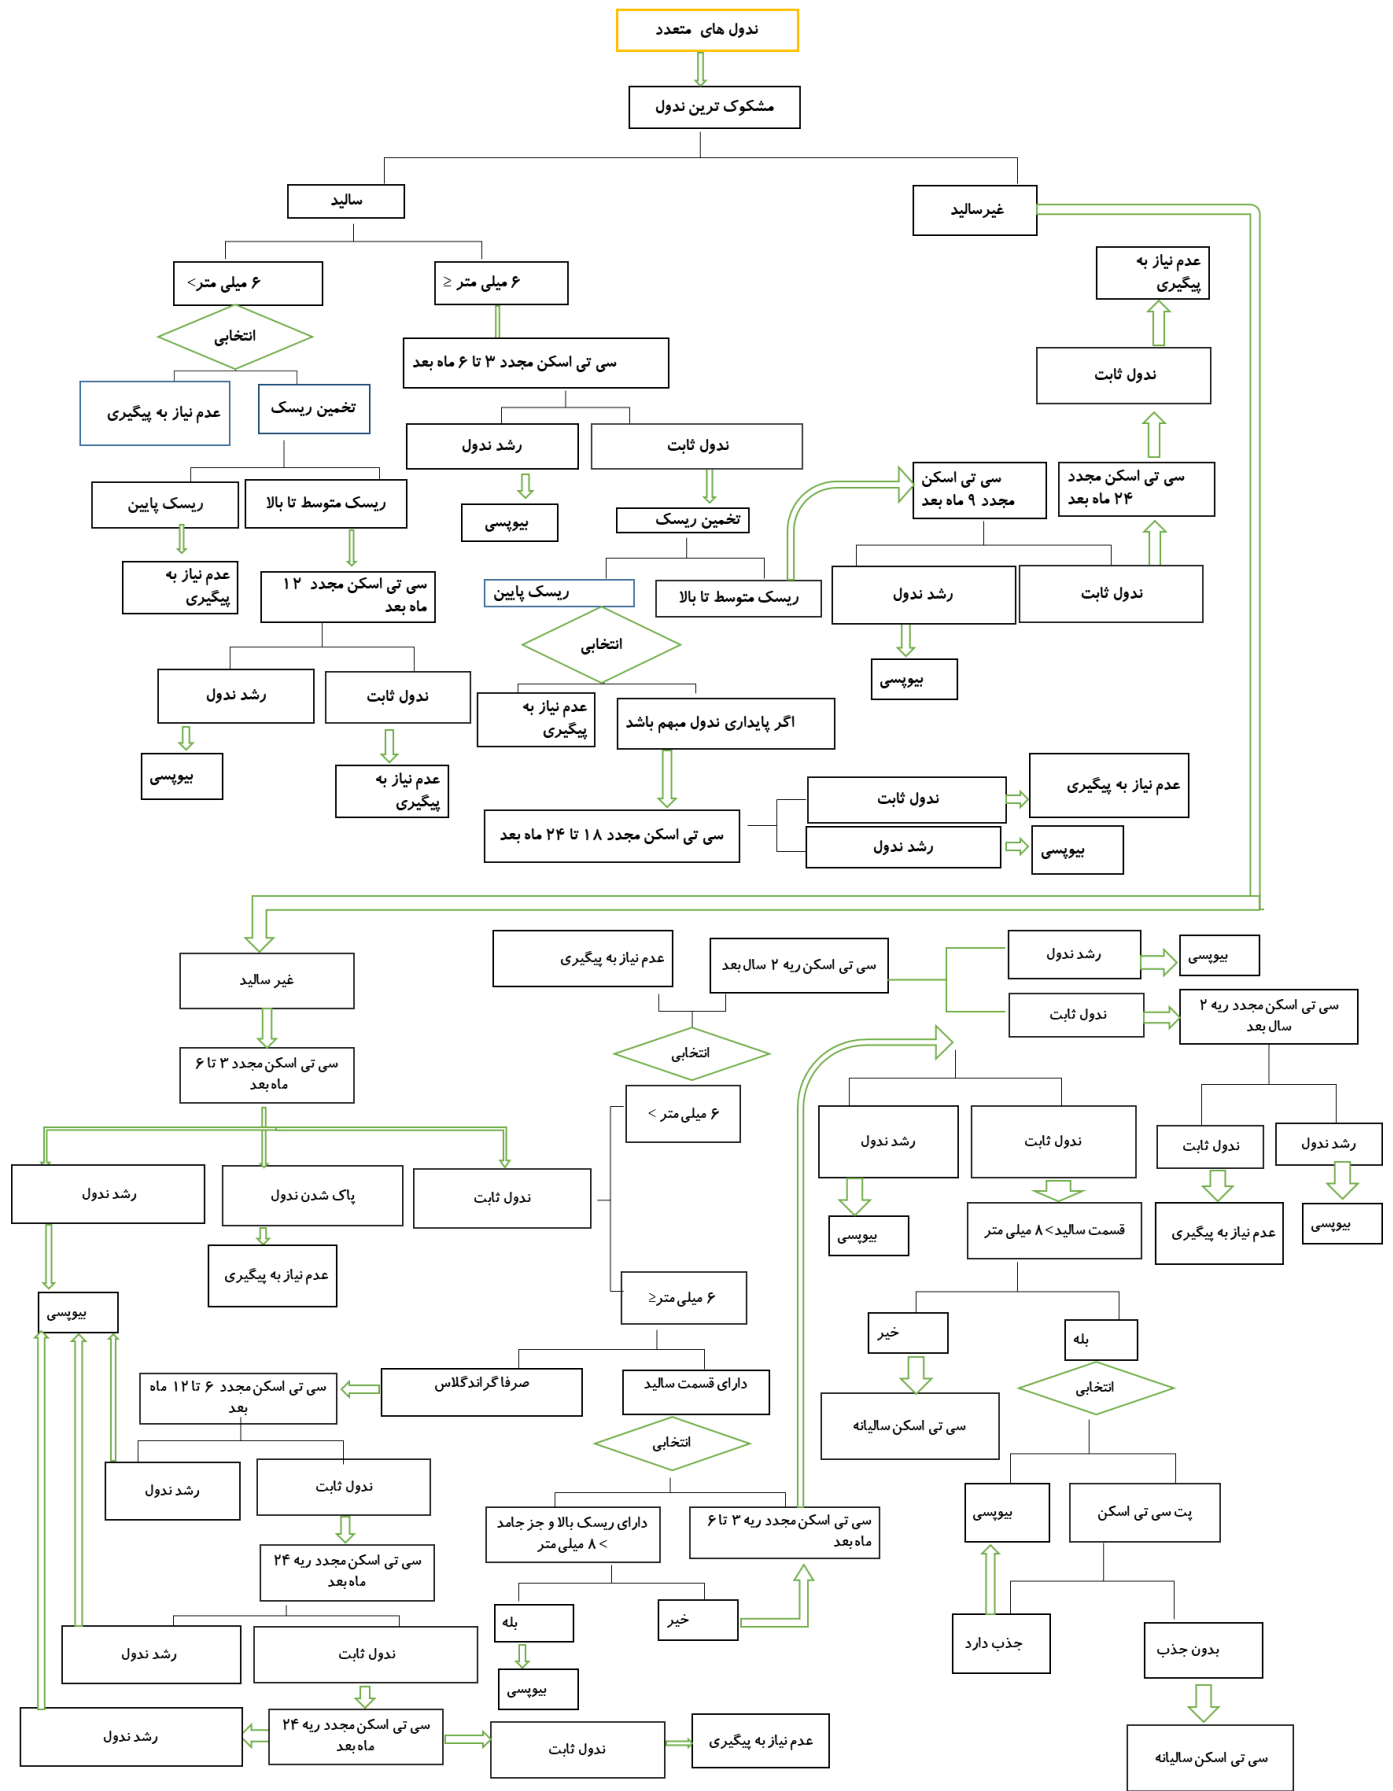 ندول های متعدد
مشکوک ترین ندول
سالید
غیرسالید
۶ میلی متر>
۶ میلی متر ≤
عدم نیاز به
پیگیری
انتخابی
سی تی اسکن مجدد ۳ تا ۶ ماه بعد
ندول ثابت
عدم نیاز به پیگیری
تخمین ریسک
رشد ندول
ندول ثابت
سی تی اسکن
مجدد ۹ ماه بعد
سی تی اسکن مجدد
۲۴ ماه بعد
ریسک پایین
ریسک متوسط تا بالا
بیوپسی
تخمین ریسک
عدم نیاز به
پیگیری
سی تی اسکن مجدد ۱۲
ماه بعد
ریسک پایین
ریسک متوسط تا بالا
رشد ندول
ندول ثابت
انتخابی
بیوپسی
رشد ندول
ندول ثابت
عدم نیاز به
پیگیری
اگر پایداری ندول مبهم باشد
بیوپسی
عدم نیاز به
پیگیری
ندول ثابت
عدم نیاز به پیگیری
سی تی اسکن مجدد ۱۸ تا ۲۴ ماه بعد
رشد ندول
بیوپسی
غیر سالید
عدم نیاز به پیگیری
سی تی اسکن ریه ۲ سال بعد
رشد ندول
بیوپسی
ندول ثابت
سی تی اسکن مجدد ریه ۲
سال بعد
سی تی اسکن مجدد ۳ تا ۶
ماه بعد
انتخابی
۶ میلی متر >
رشد ندول
ندول ثابت
ندول ثابت
رشد ندول
رشد ندول
پاک شدن ندول
ندول ثابت
بیوپسی
قسمت سالید> ۸ میلی متر
عدم نیاز به پیگیری
بیوپسی
عدم نیاز به پیگیری
۶ میلی متر≤
بیوپسی
خیر
بله
سی تی اسکن مجدد ۶ تا ۱۲ ماه
بعد
صرفا گراندگلاس
دارای قسمت سالید
انتخابی
سی تی اسکن سالیانه
انتخابی
رشد ندول
ندول ثابت
دارای ریسک بالا و جز جامد
> ۸ میلی متر
سی تی اسکن مجدد ریه ۳ تا ۶
ماه بعد
بیوپسی
پت سی تی اسکن
سی تی اسکن مجدد ریه ۲۴
ماه بعد
بله
خیر
جذب دارد
بدون جذب
رشد ندول
ندول ثابت
بیوپسی
رشد ندول
سی تی اسکن مجدد ریه ۲۴
ماه بعد
ندول ثابت
عدم نیاز به پیگیری
سی تی اسکن سالیانه